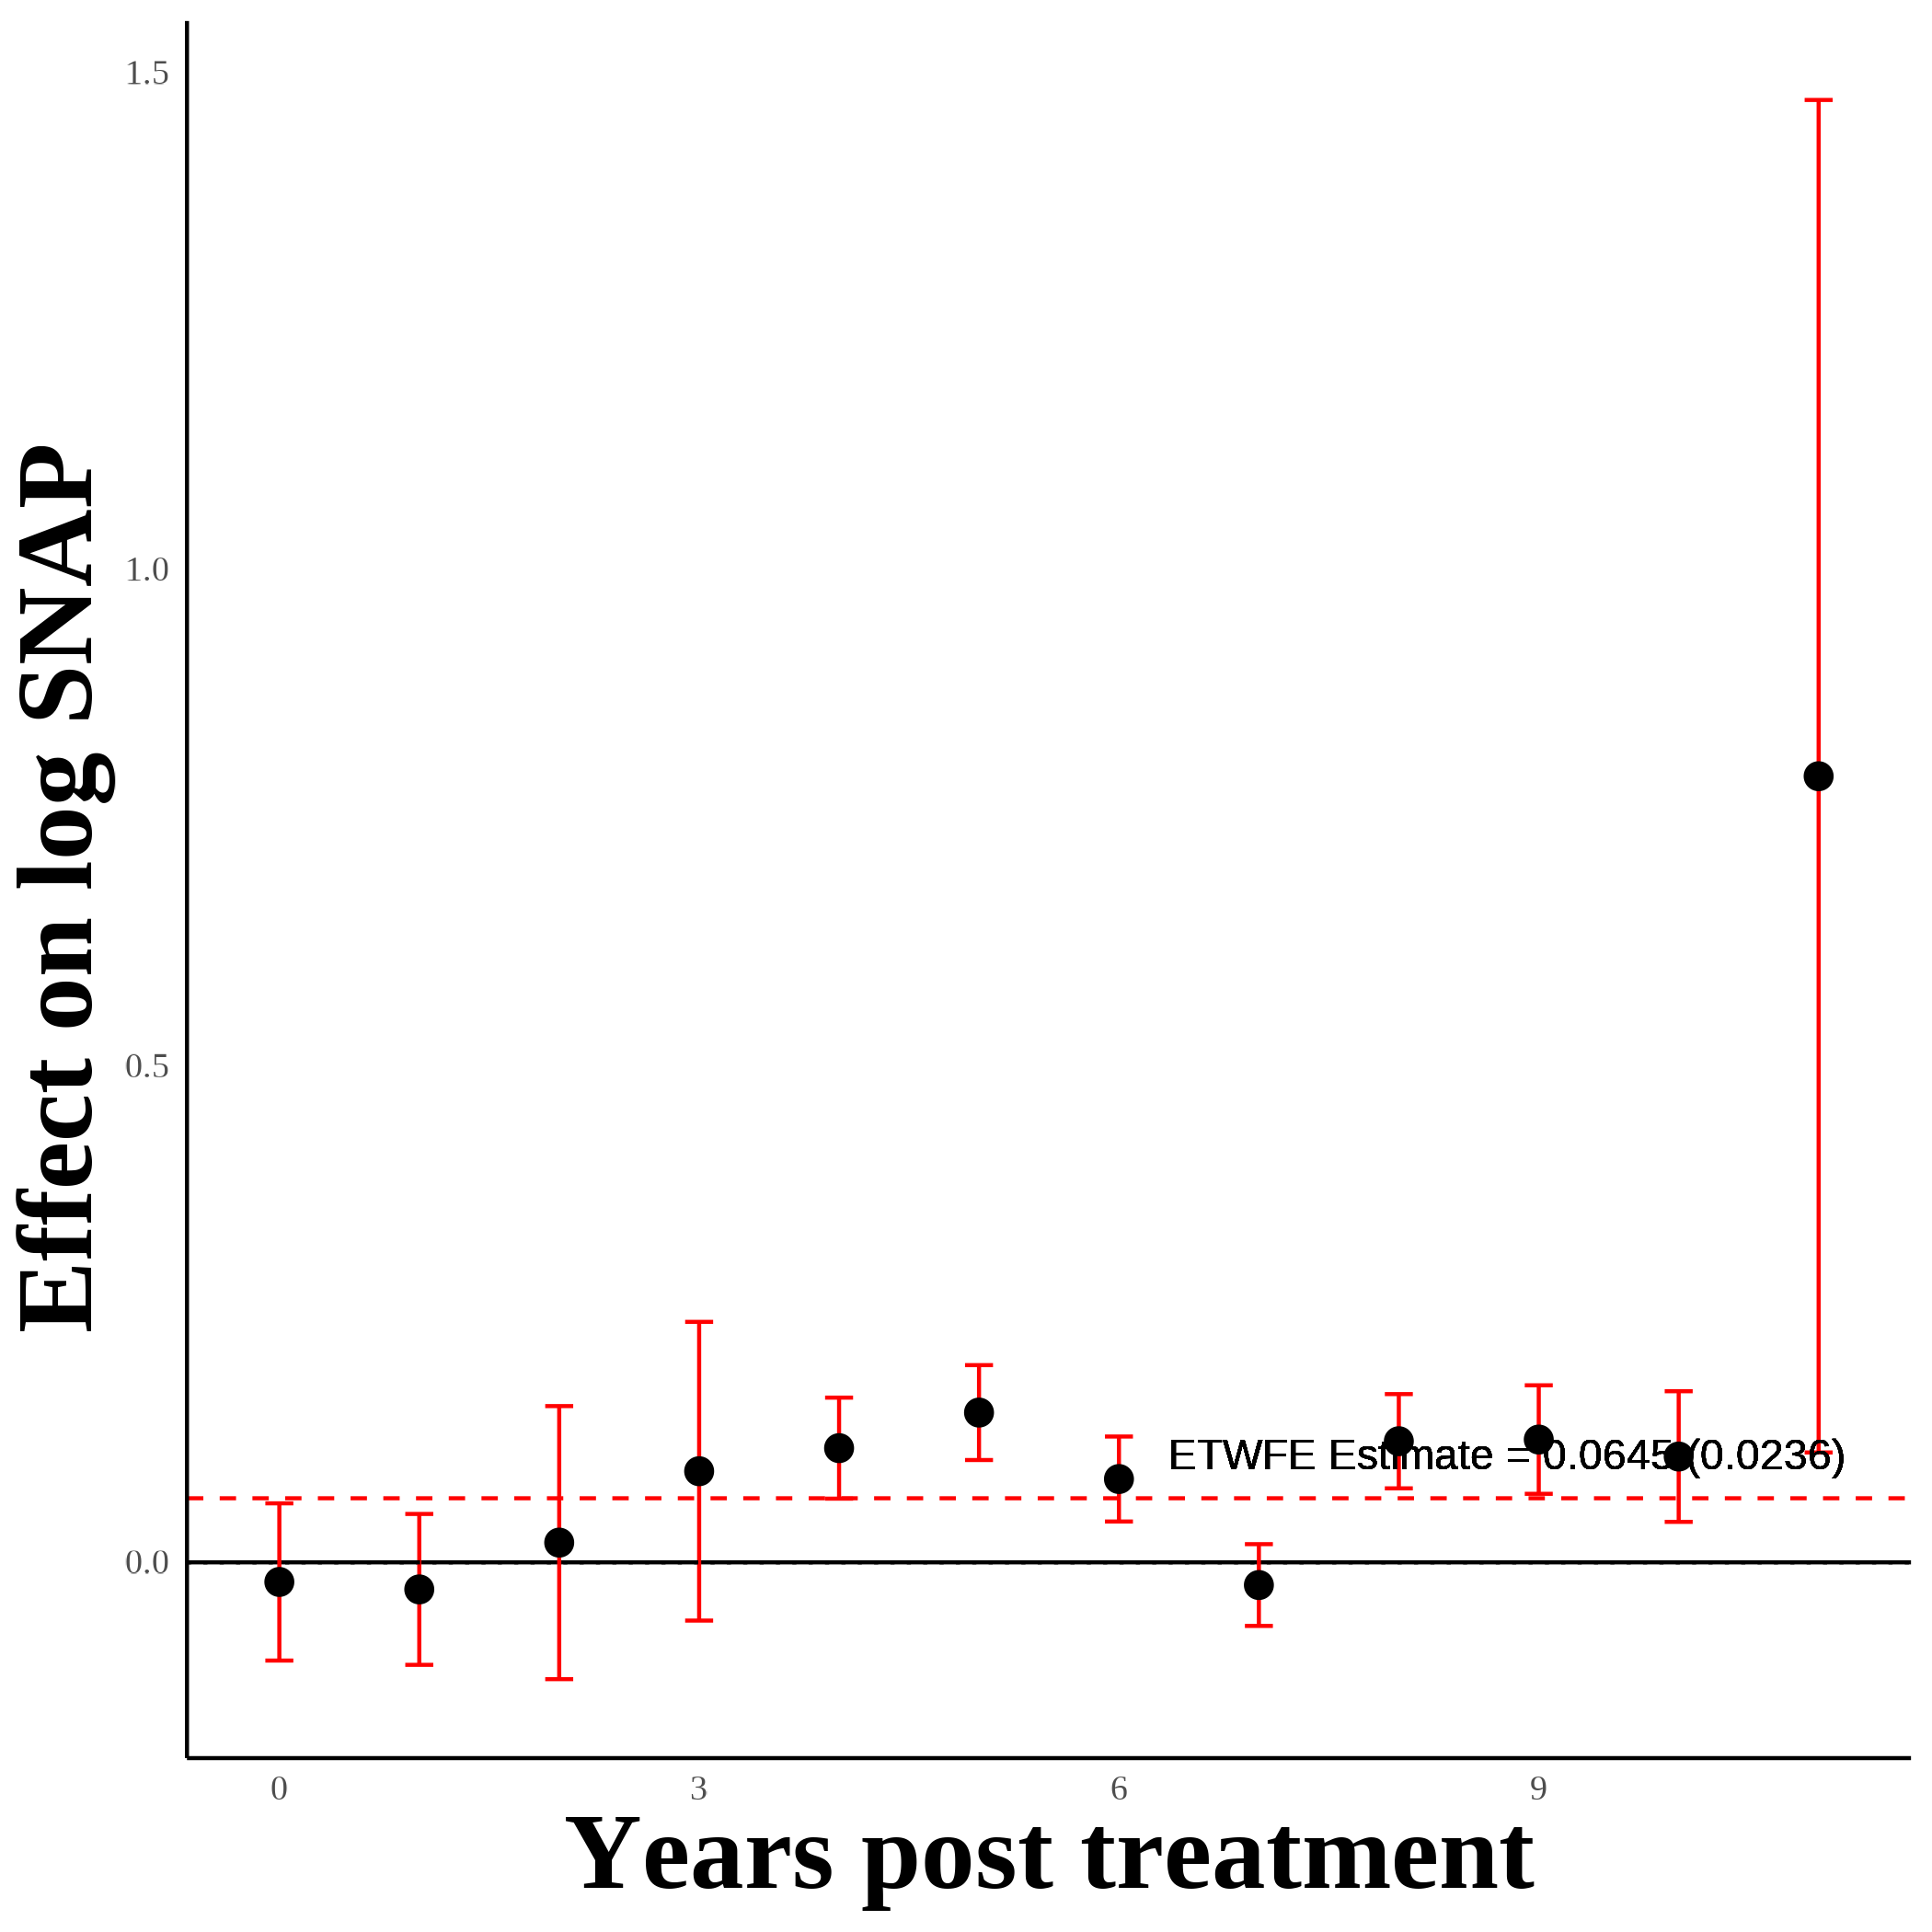 Effect on log SNAP
1.5
1.0
0.5
0.0
ETWFE Estimate = 0.0645 (0.0236)
0 3 6 9
Years post treatment